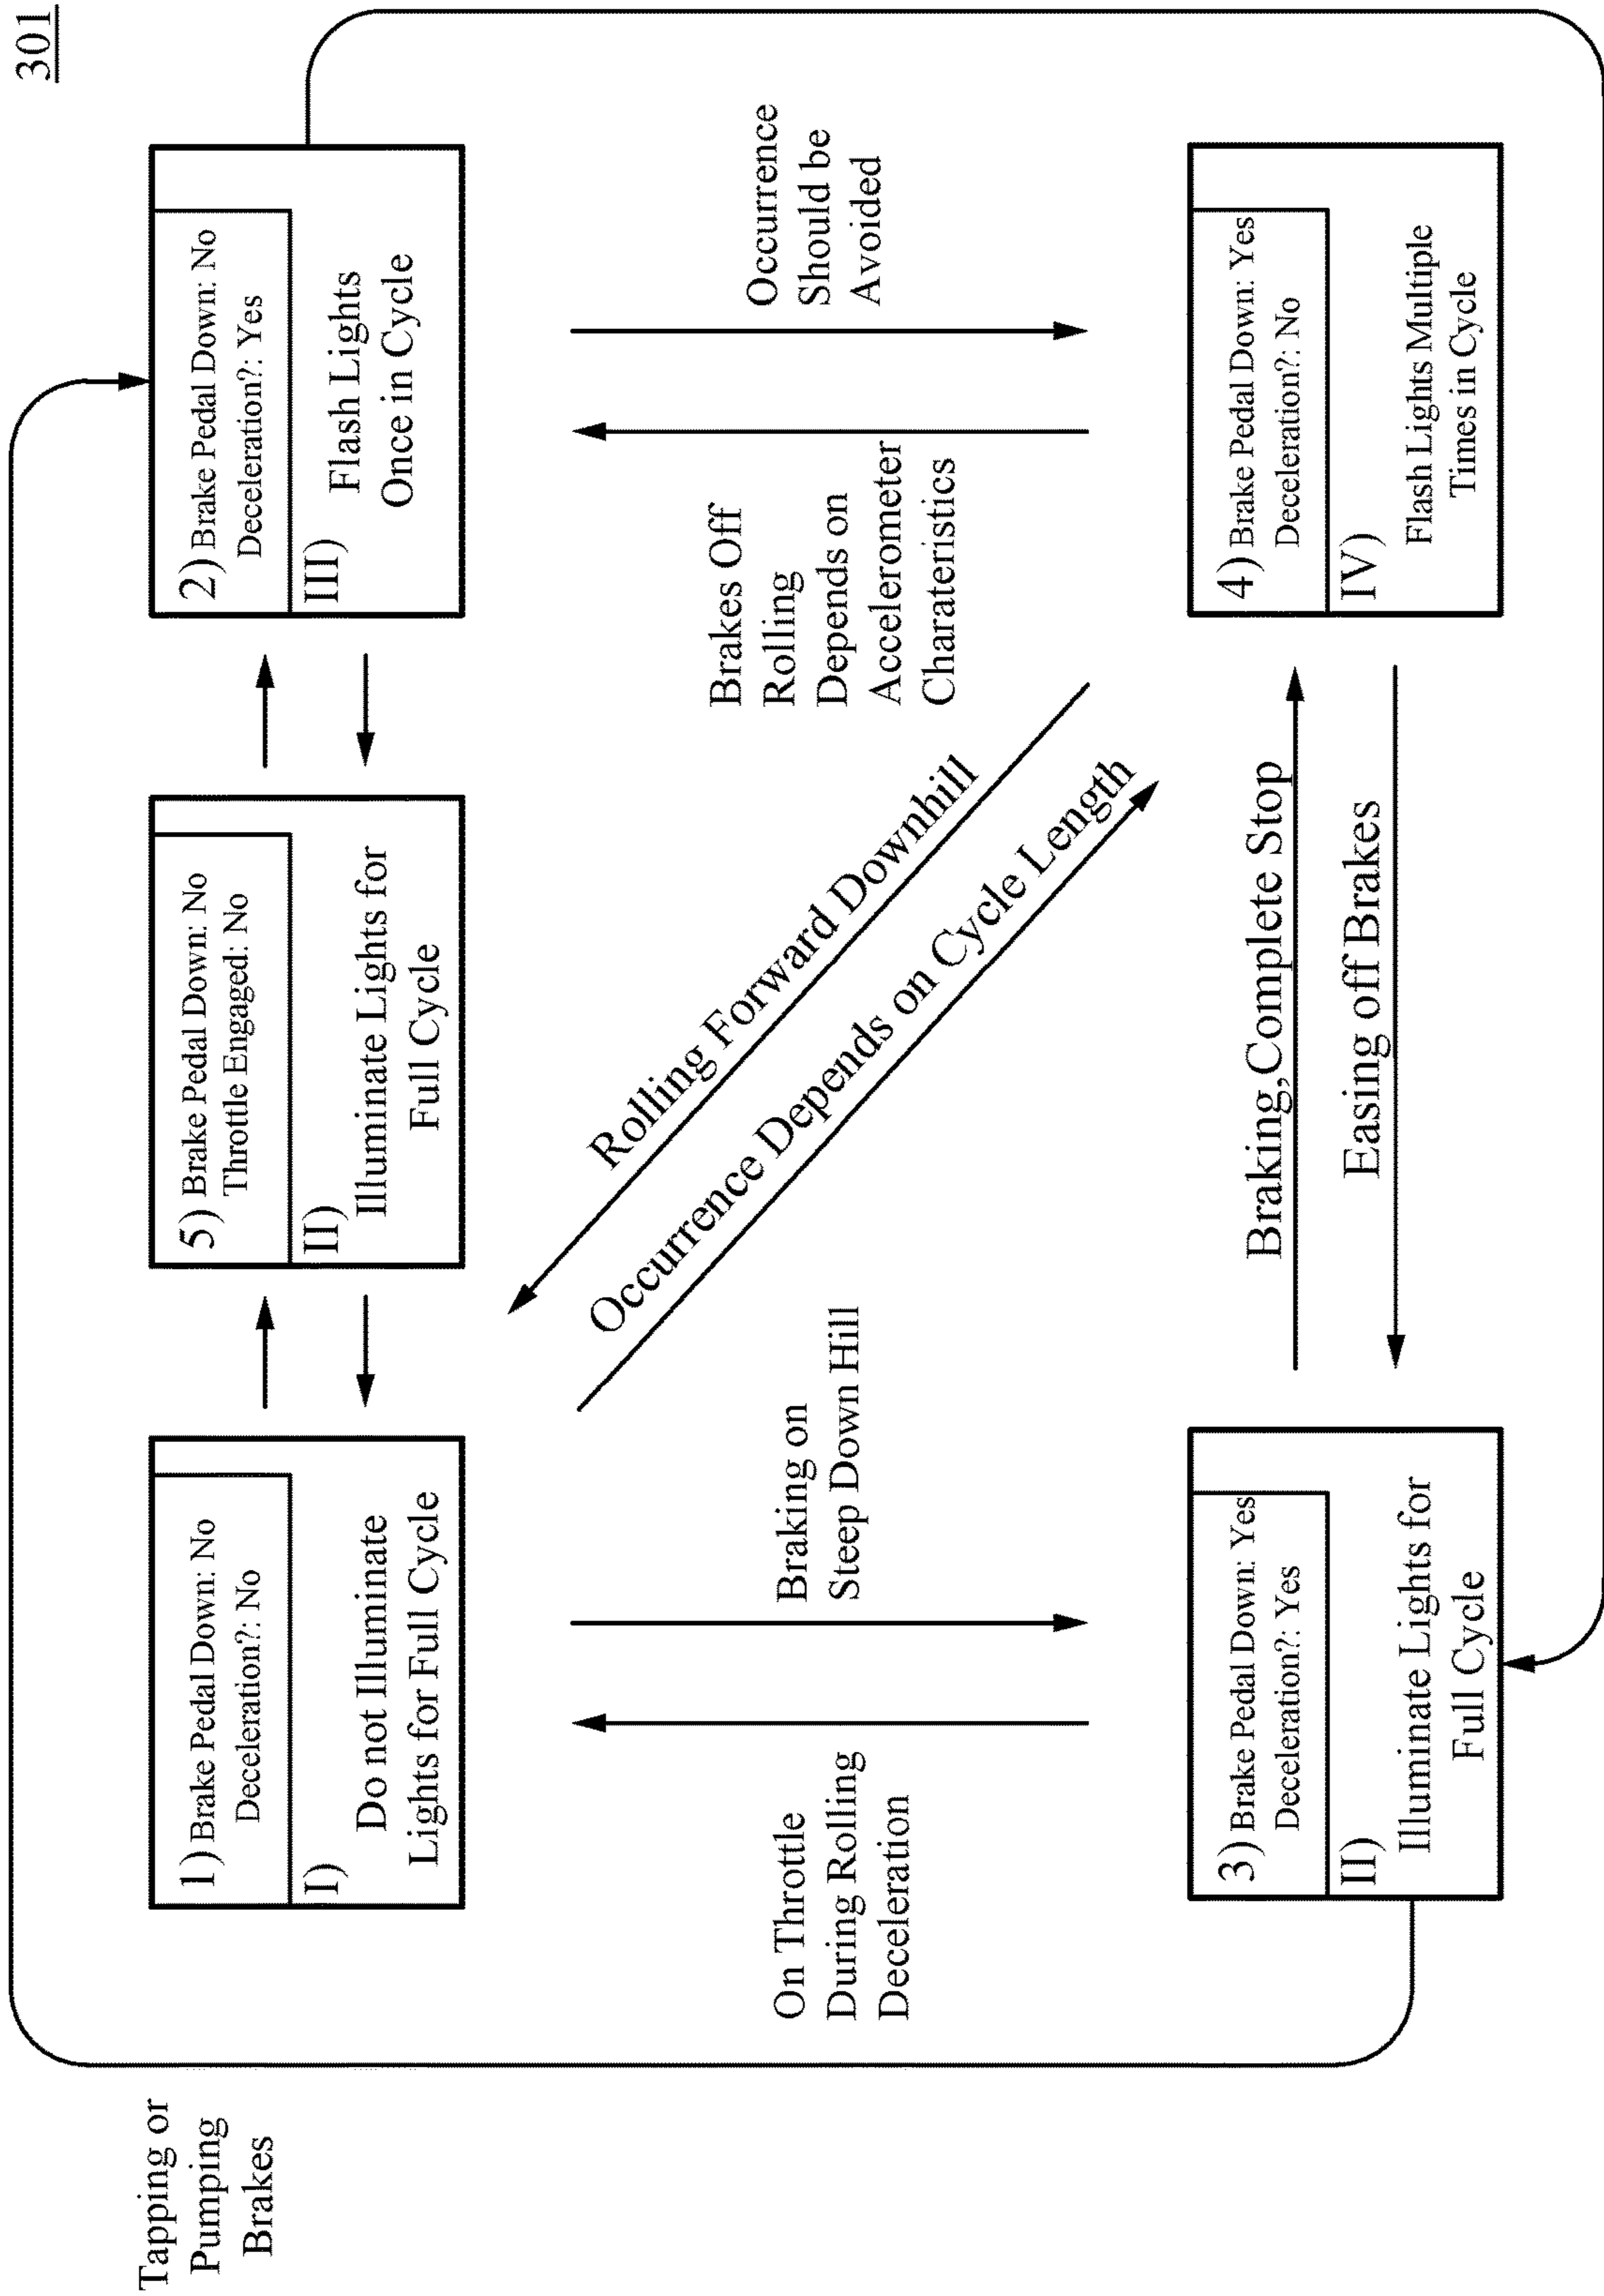 301
Tapping or
Pumping
Brakes
1) Brake Pedal Down: No
Deceleration?: No
I)
Do not Illuminate
Lights for Full Cycle
5) Brake Pedal Down: No
Throttle Engaged: No
II)
Illuminate Lights for
Full Cycle
2) Brake Pedal Down: No
Deceleration?: Yes
III)
Flash Lights
Once in Cycle
On Throttle
During Rolling
Deceleration
Braking on
Steep Down Hill
Rolling Forward Downhill
Occurrence Depends on Cycle Length
Brakes Off
Rolling
Depends on
Accelerometer
Charateristics
Occurrence
Should be
Avoided
3) Brake Pedal Down: Yes
Deceleration?: Yes
II)
Illuminate Lights for
Full Cycle
Braking,Complete Stop
Easing off Brakes
4) Brake Pedal Down: Yes
Deceleration?: No
IV)
Flash Lights Multiple
Times in Cycle